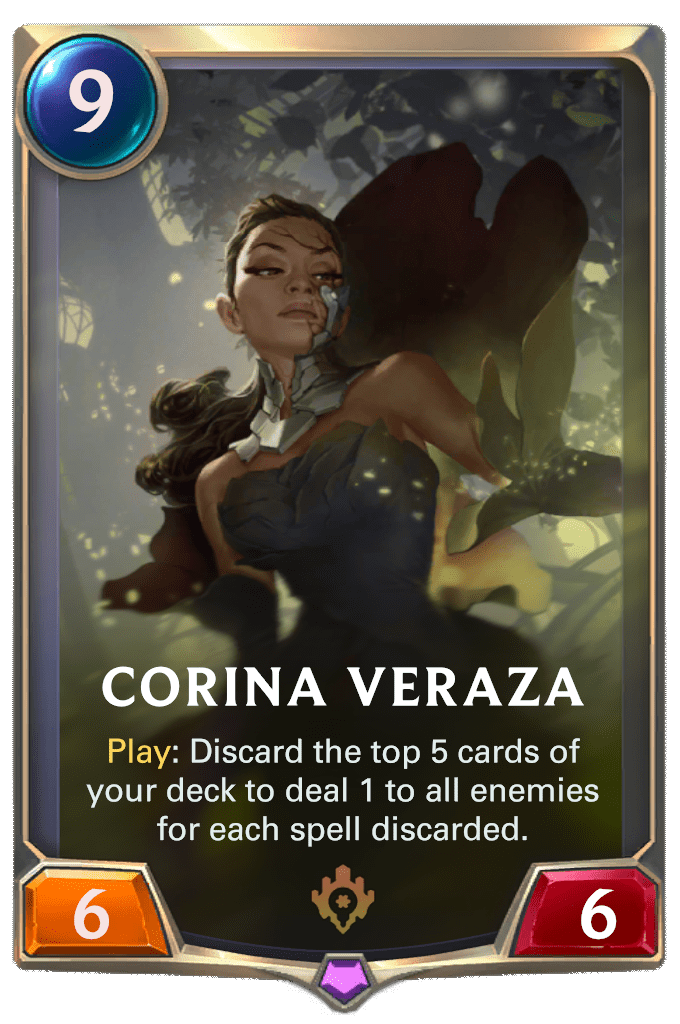 9
CORINA VERAZA
Play: Discard the top 5 cards of
your deck to deal 1 to all enemies
for each spell discarded.
6
6